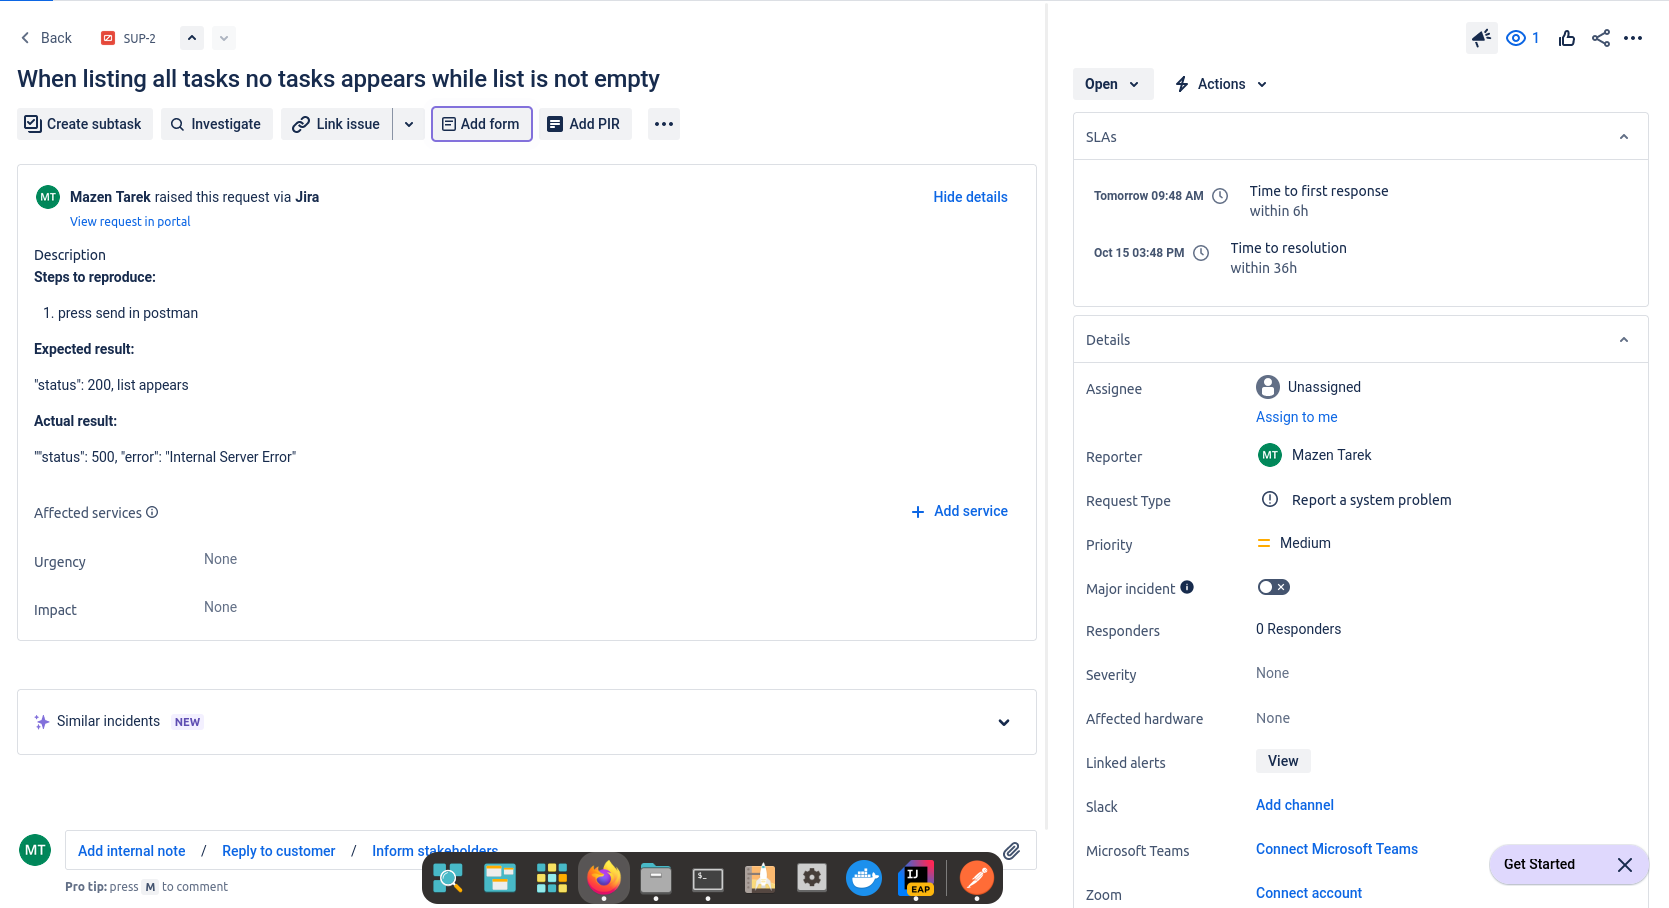 Back SUP-2
When listing all tasks no tasks appears while list is not empty
Create subtask Investigate Link issue Add form Add PIR
MT Mazen Tarek raised this request via Jira Hide details
View request in portal
Description
Steps to reproduce:
1. press send in postman
Expected result:
"status": 200, list appears
Actual result:
""status": 500, "error": "Internal Server Error"
Affected services Add service
Urgency None
Impact None
Similar incidents NEW
MT Add internal note / Reply to customer / Inform stakeholders
Pro tip: press M to comment
IJ
EAP
1
Open Actions
SLAs
Tomorrow 09:48 AM Time to first response
within 6h
Oct 15 03:48 PM Time to resolution
within 36h
Details
Assignee Unassigned
Assign to me
Reporter MT Mazen Tarek
Request Type Report a system problem
Priority Medium
Major incident
Responders 0 Responders
Severity None
Affected hardware None
Linked alerts View
Slack Add channel
Microsoft Teams Connect Microsoft Teams
Zoom Connect account
Get Started